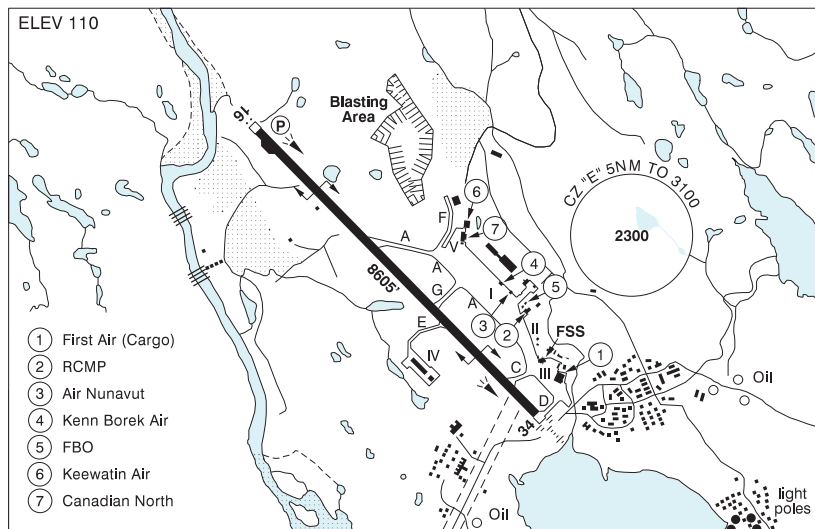 ELEV 110
16
P
Blasting
Area
CZ "E" 5NM TO 3100
2300
6
7
F
V
A
A
G
A
8605'
4
I
5
E
3
2
II
FSS
IV
1
III
C
D
34
Oil
Oil
light
poles
1 First Air (Cargo)
2 RCMP
3 Air Nunavut
4 Kenn Borek Air
5 FBO
6 Keewatin Air
7 Canadian North